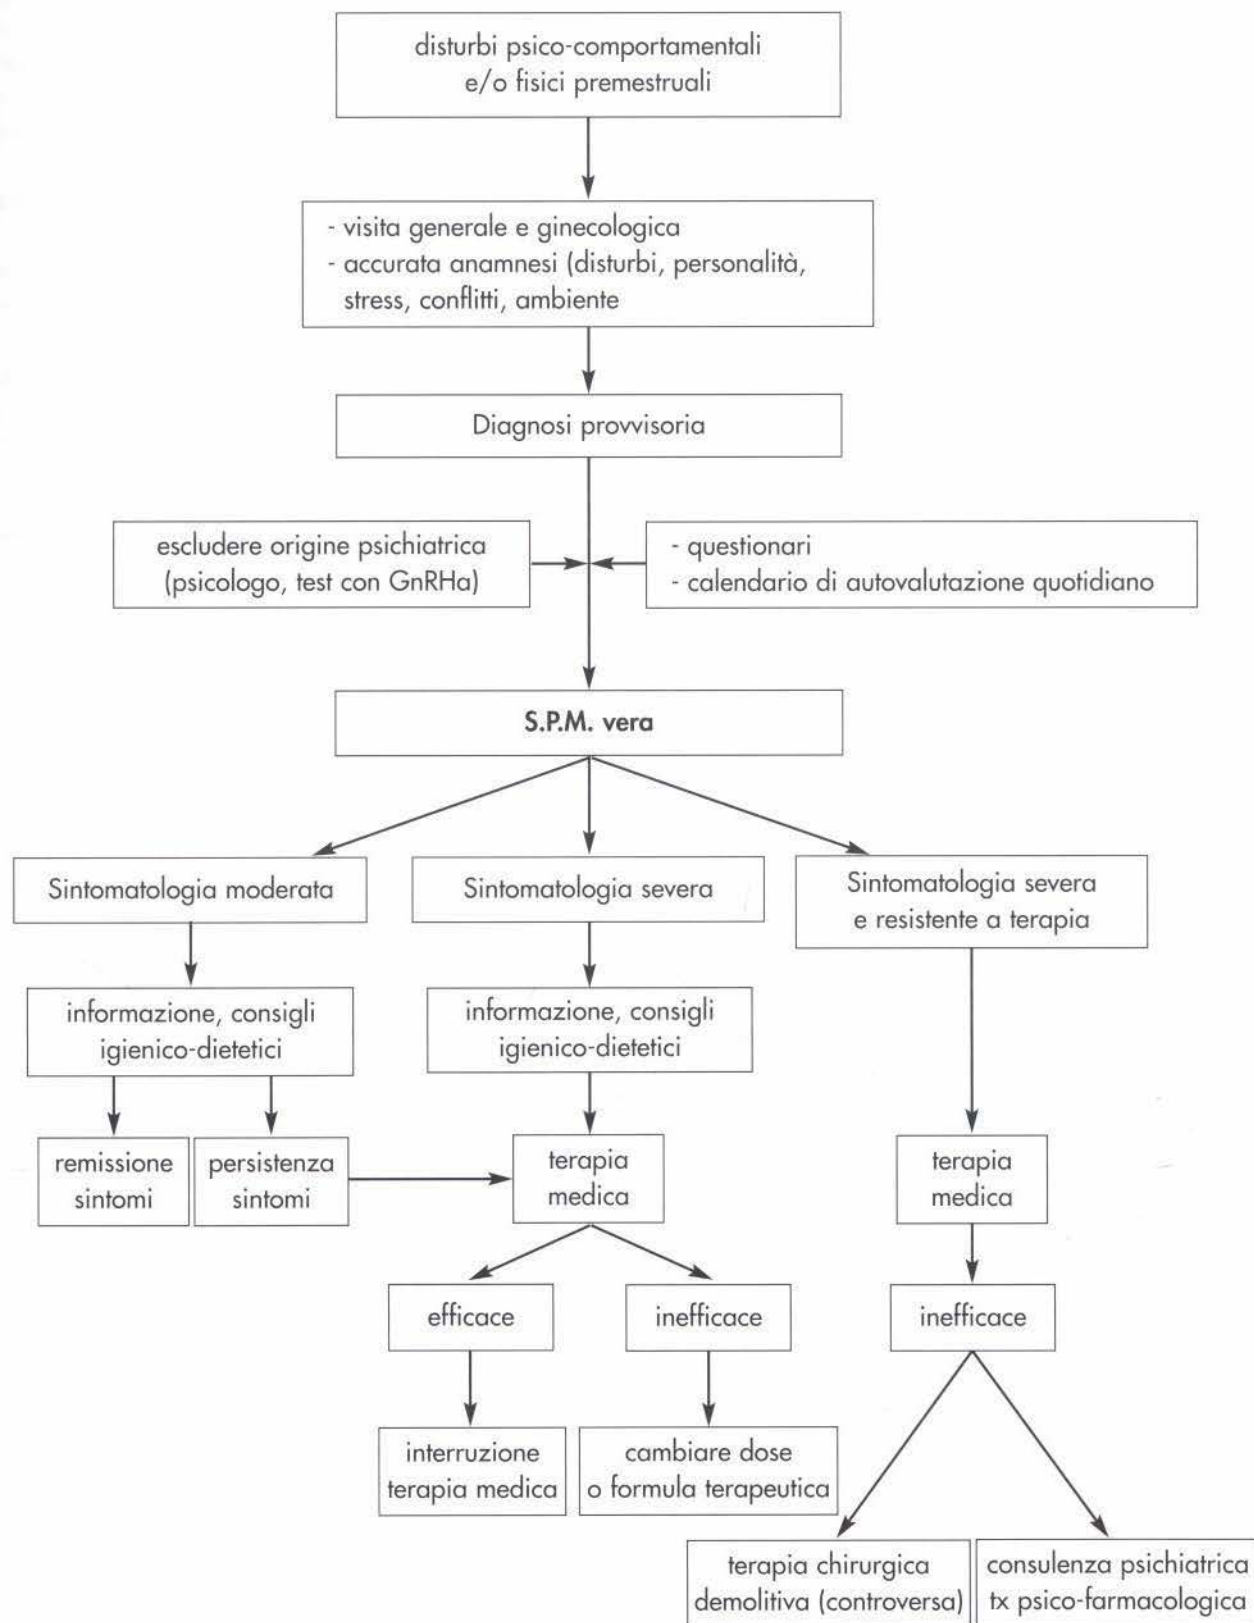 disturbi psico-comportamentali
e/o fisici premestruali
- visita generale e ginecologica
- accurata anamnesi (disturbi, personalità,
stress, conflitti, ambiente
Diagnosi provvisoria
escludere origine psichiatrica
(psicologo, test con GnRHa)
- questionari
- calendario di autovalutazione quotidiano
S.P.M. vera
Sintomatologia moderata
Sintomatologia severa
Sintomatologia severa
e resistente a terapia
informazione, consigli
igienico-dietetici
informazione, consigli
igienico-dietetici
remissione
sintomi
persistenza
sintomi
terapia
medica
terapia
medica
efficace
inefficace
inefficace
interruzione
terapia medica
cambiare dose
o formula terapeutica
terapia chirurgica
demolitiva (controversa)
consulenza psichiatrica
tx psico-farmacologica